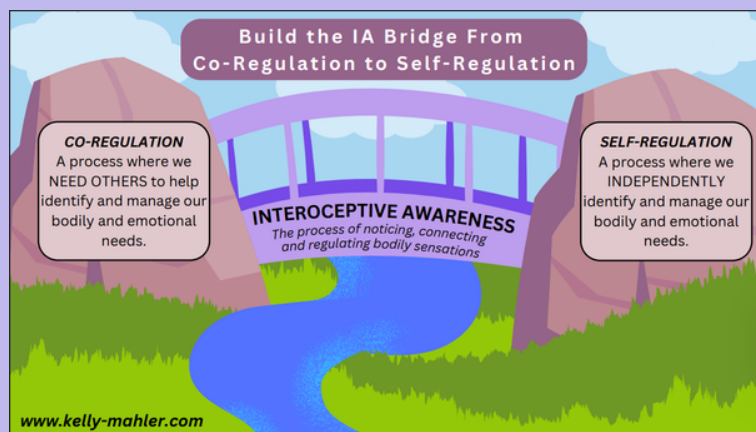 Build the IA Bridge From
Co-Regulation to Self-Regulation
CO-REGULATION
A process where we
NEED OTHERS to help
identify and manage our
bodily and emotional
needs.
INTEROCEPTIVE AWARENESS
The process of noticing, connecting
and regulating bodily sensations
SELF-REGULATION
A process where we
INDEPENDENTLY
identify and manage our
bodily and emotional
needs.
www.kelly-mahler.com